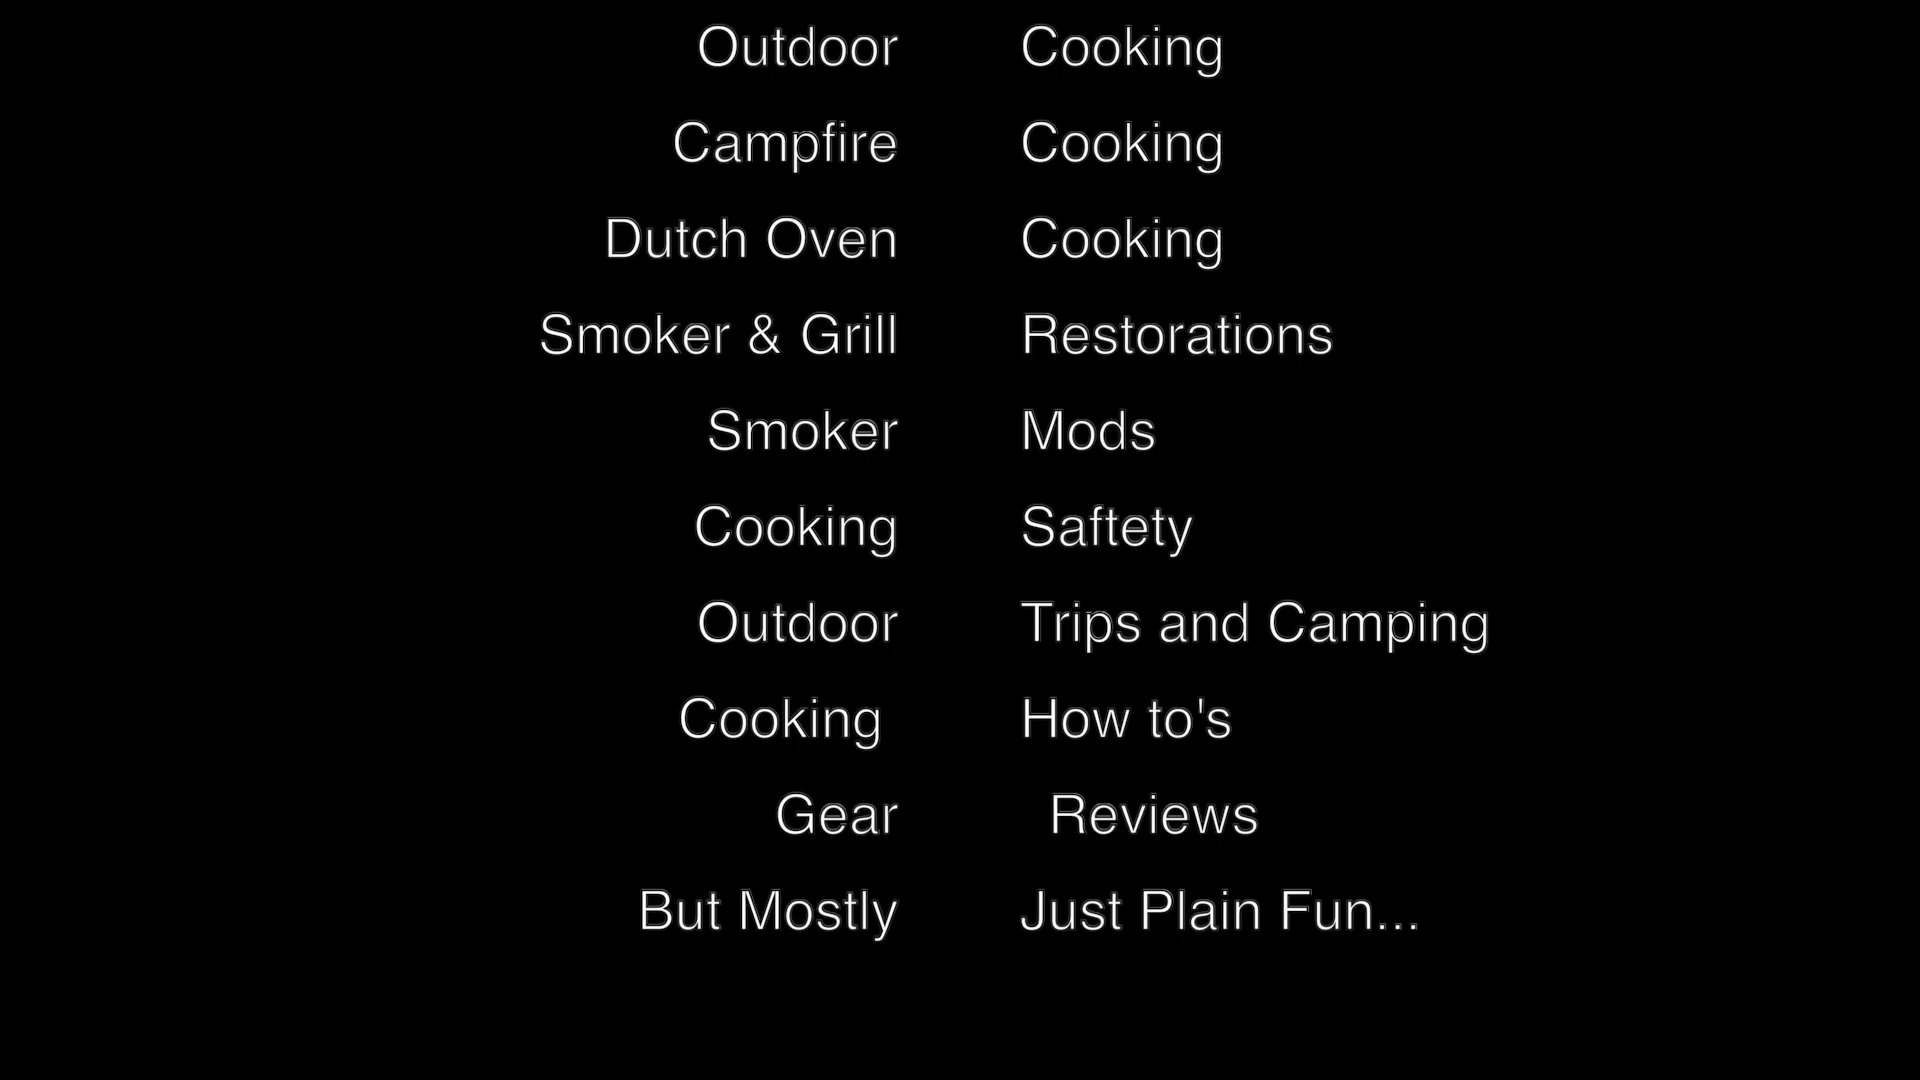 Outdoor Cooking
Campfire Cooking
Dutch Oven Cooking
Smoker & Grill Restorations
Smoker Mods
Cooking Saftety
Outdoor Trips and Camping
Cooking How to's
Gear Reviews
But Mostly Just Plain Fun...